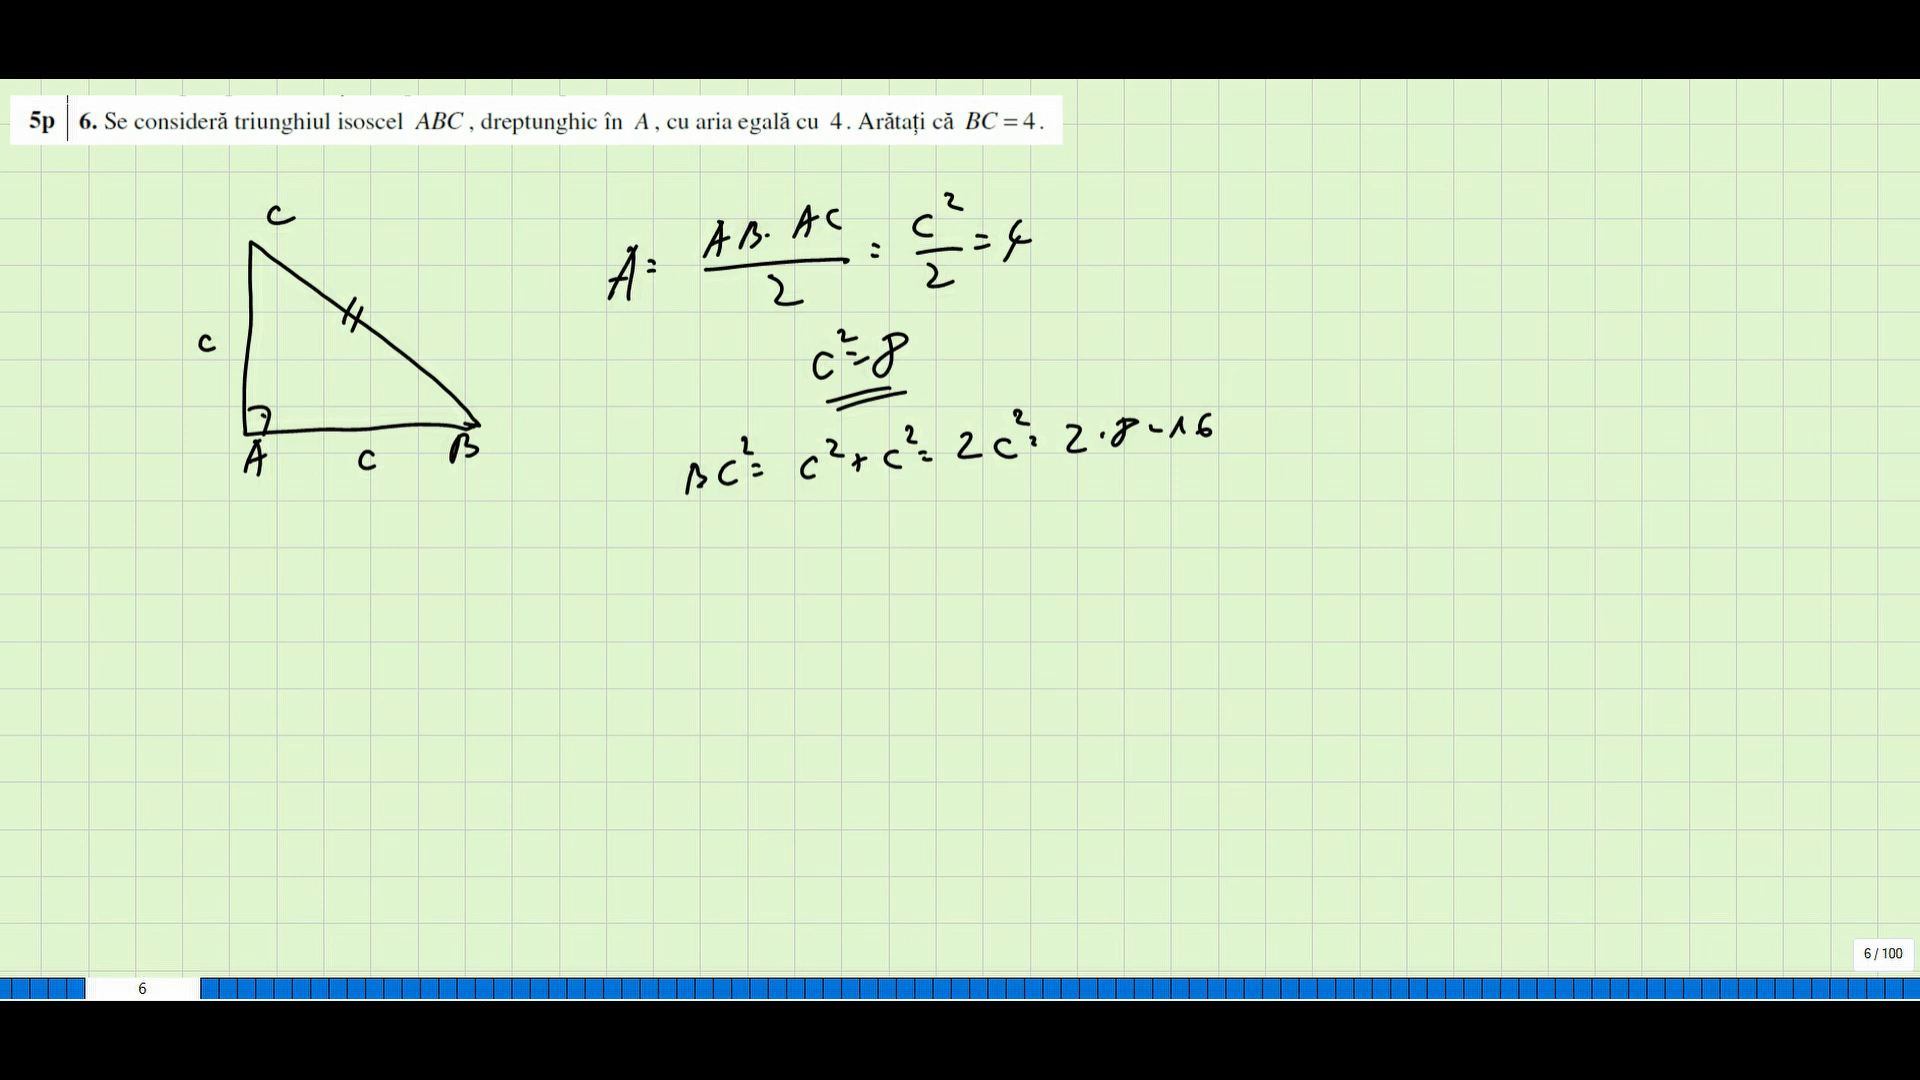 5p 6. Se consideră triunghiul isoscel ABC, dreptunghic în A, cu aria egală cu 4. Arătați că BC = 4.
C
c
A c B
A = AB · AC / 2 = c² / 2 = 4
c² = 8
BC² = c² + c² = 2c² = 2 · 8 = 16
6 / 100
6